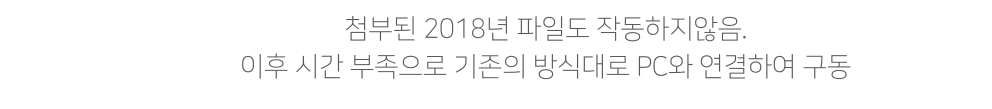 첨부된 2018년 파일도 작동하지않음.
이후 시간 부족으로 기존의 방식대로 PC와 연결하여 구동